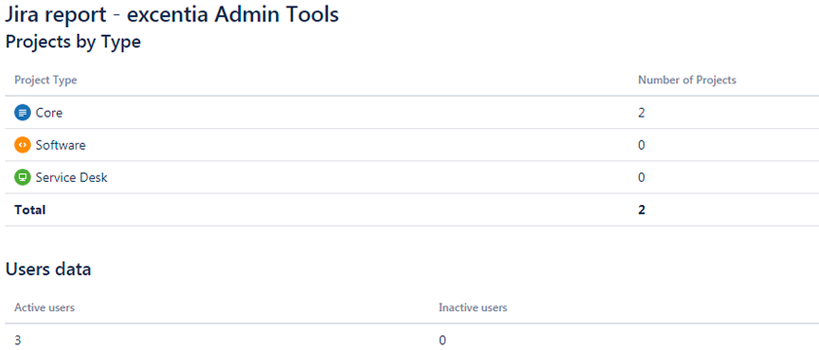 Jira report - excentia Admin Tools
Projects by Type
Project Type Number of Projects
Core 2
Software 0
Service Desk 0
Total 2
Users data
Active users Inactive users
3 0